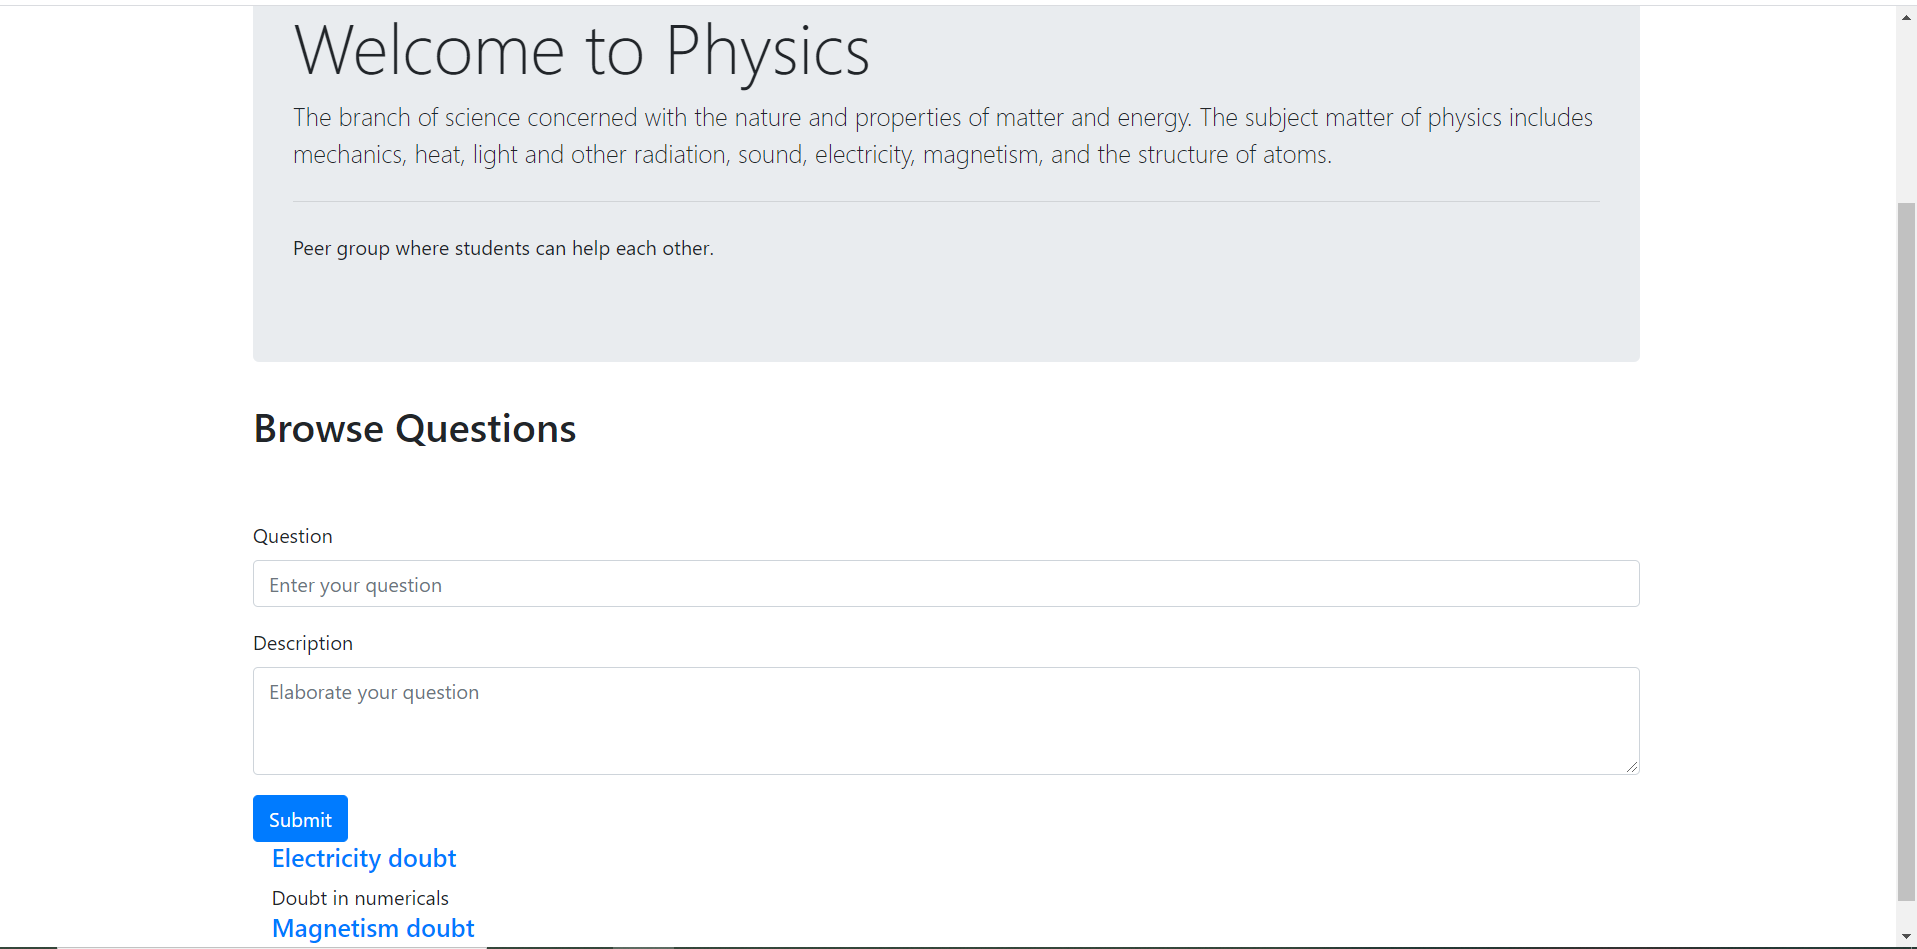 Welcome to Physics
The branch of science concerned with the nature and properties of matter and energy. The subject matter of physics includes
mechanics, heat, light and other radiation, sound, electricity, magnetism, and the structure of atoms.
Peer group where students can help each other.
Browse Questions
Question
Enter your question
Description
Elaborate your question
Submit
Electricity doubt
Doubt in numericals
Magnetism doubt